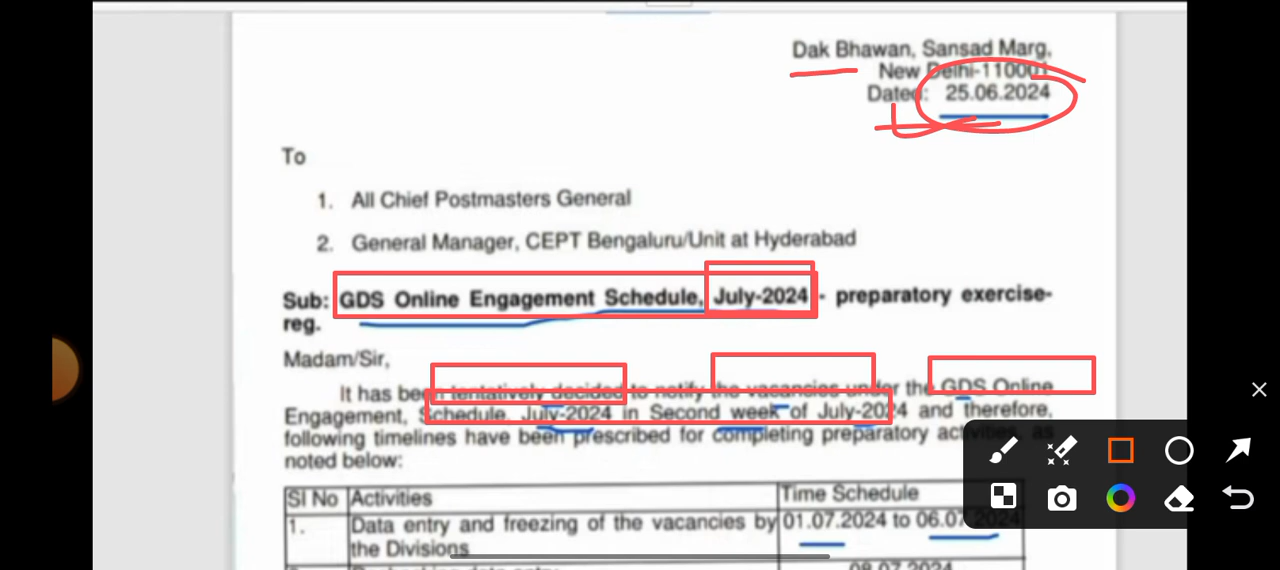 Dak Bhawan, Sansad Marg,
New Delhi-110001
Dated: 25.06.2024
To
1. All Chief Postmasters General
2. General Manager, CEPT Bengaluru/Unit at Hyderabad
Sub: GDS Online Engagement Schedule, July-2024 - preparatory exercise-
reg.
Madam/Sir,
It has been tentatively decided to notify the vacancies under the GDS Online
Engagement, Schedule, July-2024 in Second week of July-2024 and therefore,
following timelines have been prescribed for completing preparatory activities, as
noted below:
Sl No Activities Time Schedule
1. Data entry and freezing of the vacancies by 01.07.2024 to 06.07.2024
the Divisions
08.07.2024